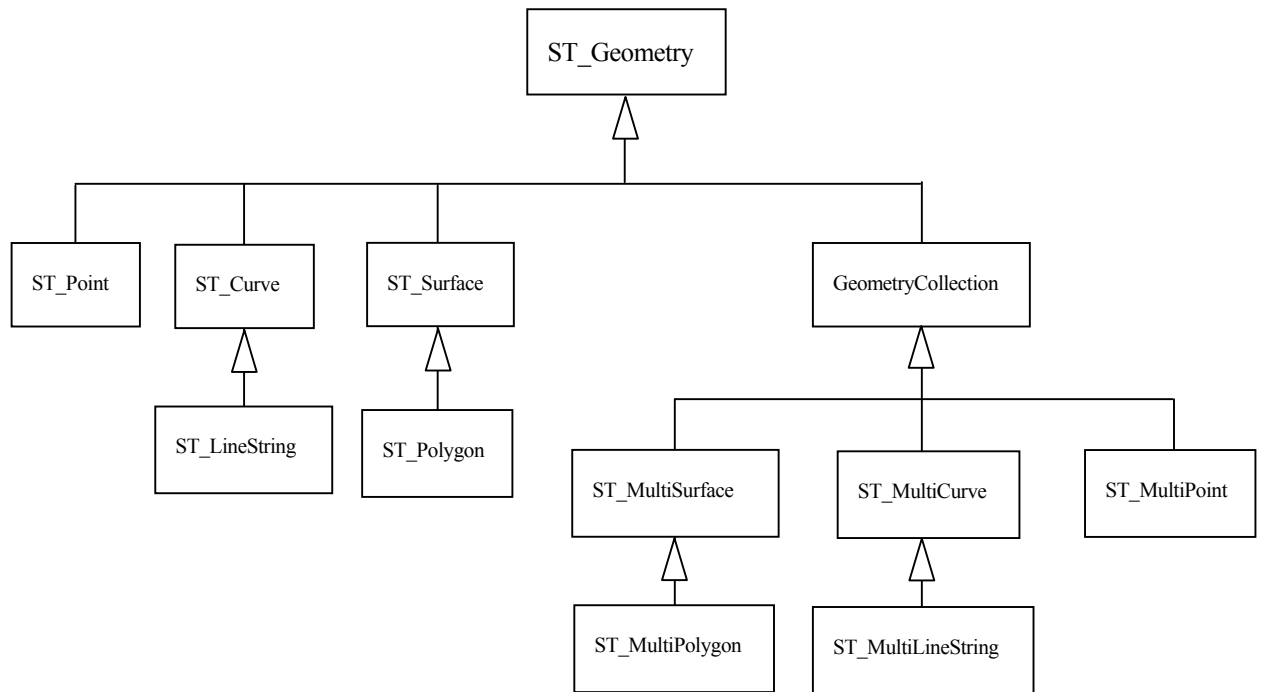 ST_Geometry
ST_Point
ST_Curve
ST_Surface
GeometryCollection
ST_LineString
ST_Polygon
ST_MultiSurface
ST_MultiCurve
ST_MultiPoint
ST_MultiPolygon
ST_MultiLineString